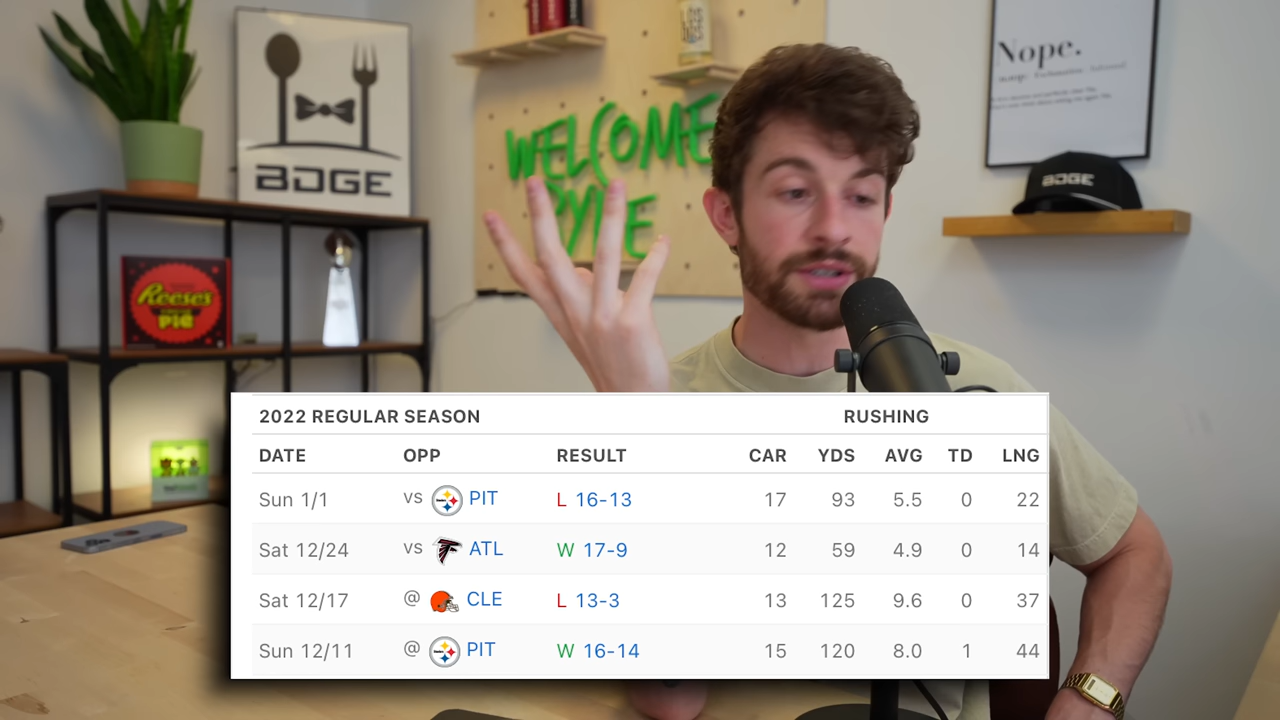 BDGE
WELCOME
RYDE
Reese's
PIE
Nope.
BDGE
2022 REGULAR SEASON RUSHING
DATE OPP RESULT CAR YDS AVG TD LNG
Sun 1/1 vs PIT L 16-13 17 93 5.5 0 22
Sat 12/24 vs ATL W 17-9 12 59 4.9 0 14
Sat 12/17 @ CLE L 13-3 13 125 9.6 0 37
Sun 12/11 @ PIT W 16-14 15 120 8.0 1 44